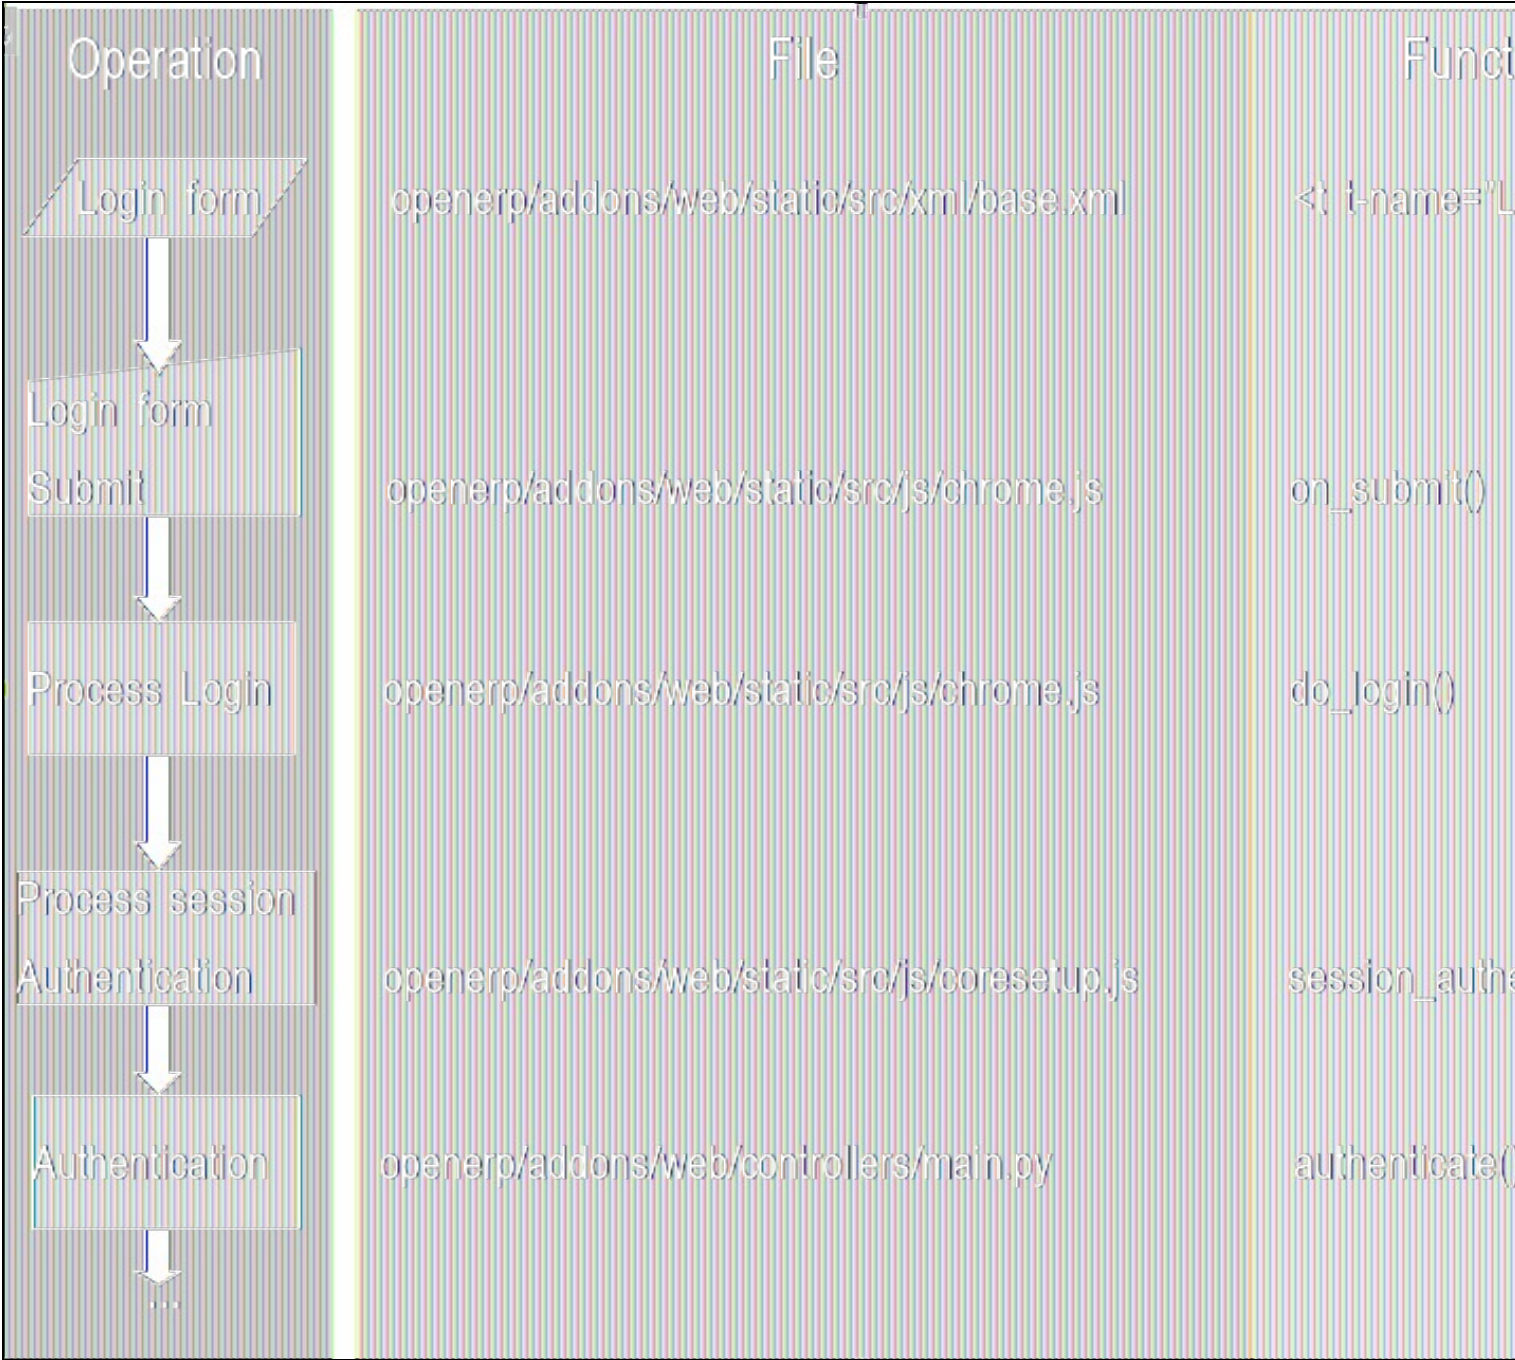 Operation File Funct
Login form openerp/addons/web/static/src/xml/base.xml <t t-name="L
Login form
Submit openerp/addons/web/static/src/js/chrome.js on_submit()
Process Login openerp/addons/web/static/src/js/chrome.js do_login()
Process session
Authentication openerp/addons/web/static/src/js/coresetup.js session_authe
Authentication openerp/addons/web/controllers/main.py authenticate()
...